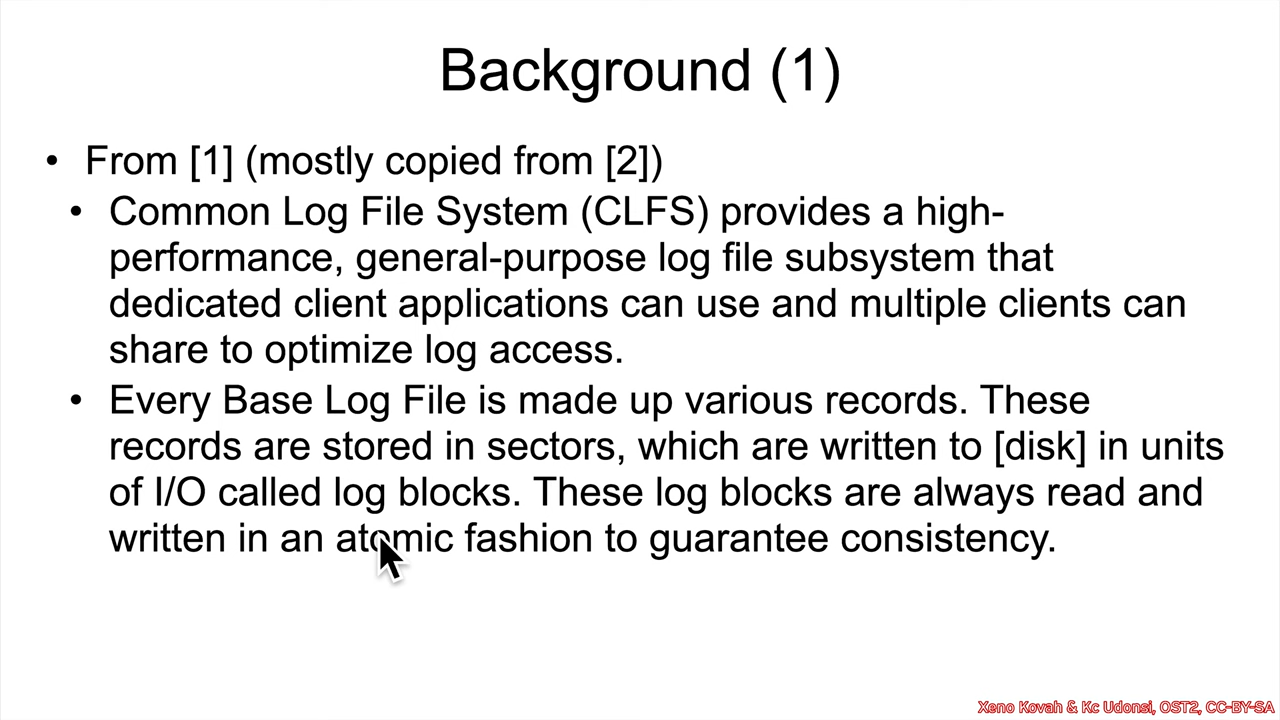 Background (1)
• From [1] (mostly copied from [2])
• Common Log File System (CLFS) provides a high-
performance, general-purpose log file subsystem that
dedicated client applications can use and multiple clients can
share to optimize log access.
• Every Base Log File is made up various records. These
records are stored in sectors, which are written to [disk] in units
of I/O called log blocks. These log blocks are always read and
written in an atomic fashion to guarantee consistency.
Xeno Kovah & Kc Udonsi, OST2, CC-BY-SA